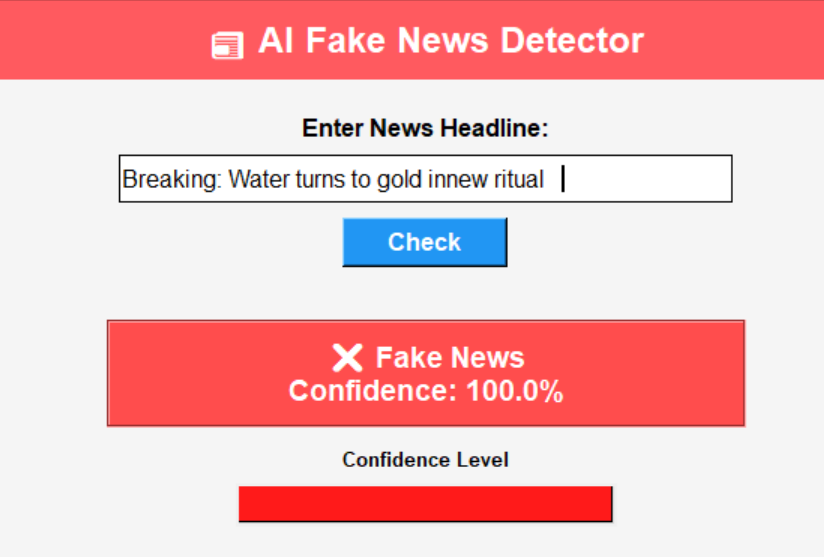 AI Fake News Detector
Enter News Headline:
Breaking: Water turns to gold innew ritual
Check
Fake News
Confidence: 100.0%
Confidence Level